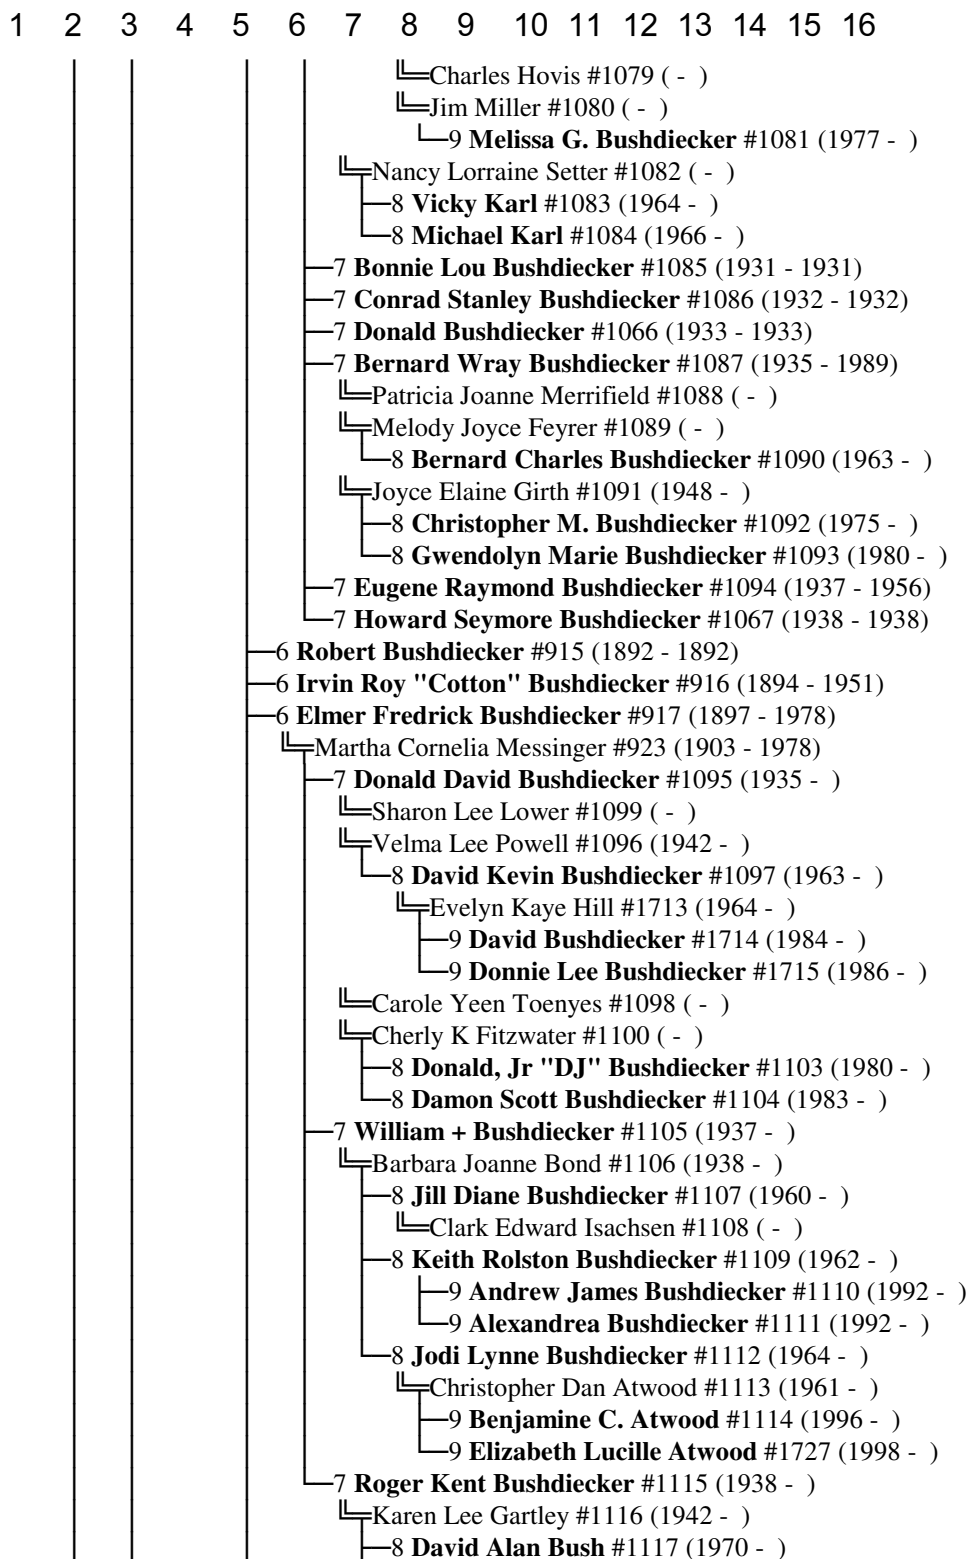 1 2 3 4 5 6 7 8 9 10 11 12 13 14 15 16
Charles Hovis #1079 ( - )
Jim Miller #1080 ( - )
9 Melissa G. Bushdiecker #1081 (1977 - )
Nancy Lorraine Setter #1082 ( - )
8 Vicky Karl #1083 (1964 - )
8 Michael Karl #1084 (1966 - )
7 Bonnie Lou Bushdiecker #1085 (1931 - 1931)
7 Conrad Stanley Bushdiecker #1086 (1932 - 1932)
7 Donald Bushdiecker #1066 (1933 - 1933)
7 Bernard Wray Bushdiecker #1087 (1935 - 1989)
Patricia Joanne Merrifield #1088 ( - )
Melody Joyce Feyrer #1089 ( - )
8 Bernard Charles Bushdiecker #1090 (1963 - )
Joyce Elaine Girth #1091 (1948 - )
8 Christopher M. Bushdiecker #1092 (1975 - )
8 Gwendolyn Marie Bushdiecker #1093 (1980 - )
7 Eugene Raymond Bushdiecker #1094 (1937 - 1956)
7 Howard Seymore Bushdiecker #1067 (1938 - 1938)
6 Robert Bushdiecker #915 (1892 - 1892)
6 Irvin Roy "Cotton" Bushdiecker #916 (1894 - 1951)
6 Elmer Fredrick Bushdiecker #917 (1897 - 1978)
Martha Cornelia Messinger #923 (1903 - 1978)
7 Donald David Bushdiecker #1095 (1935 - )
Sharon Lee Lower #1099 ( - )
Velma Lee Powell #1096 (1942 - )
8 David Kevin Bushdiecker #1097 (1963 - )
Evelyn Kaye Hill #1713 (1964 - )
9 David Bushdiecker #1714 (1984 - )
9 Donnie Lee Bushdiecker #1715 (1986 - )
Carole Yeen Toenyes #1098 ( - )
Cherly K Fitzwater #1100 ( - )
8 Donald, Jr "DJ" Bushdiecker #1103 (1980 - )
8 Damon Scott Bushdiecker #1104 (1983 - )
7 William + Bushdiecker #1105 (1937 - )
Barbara Joanne Bond #1106 (1938 - )
8 Jill Diane Bushdiecker #1107 (1960 - )
Clark Edward Isachsen #1108 ( - )
8 Keith Rolston Bushdiecker #1109 (1962 - )
9 Andrew James Bushdiecker #1110 (1992 - )
9 Alexandrea Bushdiecker #1111 (1992 - )
8 Jodi Lynne Bushdiecker #1112 (1964 - )
Christopher Dan Atwood #1113 (1961 - )
9 Benjamine C. Atwood #1114 (1996 - )
9 Elizabeth Lucille Atwood #1727 (1998 - )
7 Roger Kent Bushdiecker #1115 (1938 - )
Karen Lee Gartley #1116 (1942 - )
8 David Alan Bush #1117 (1970 - )